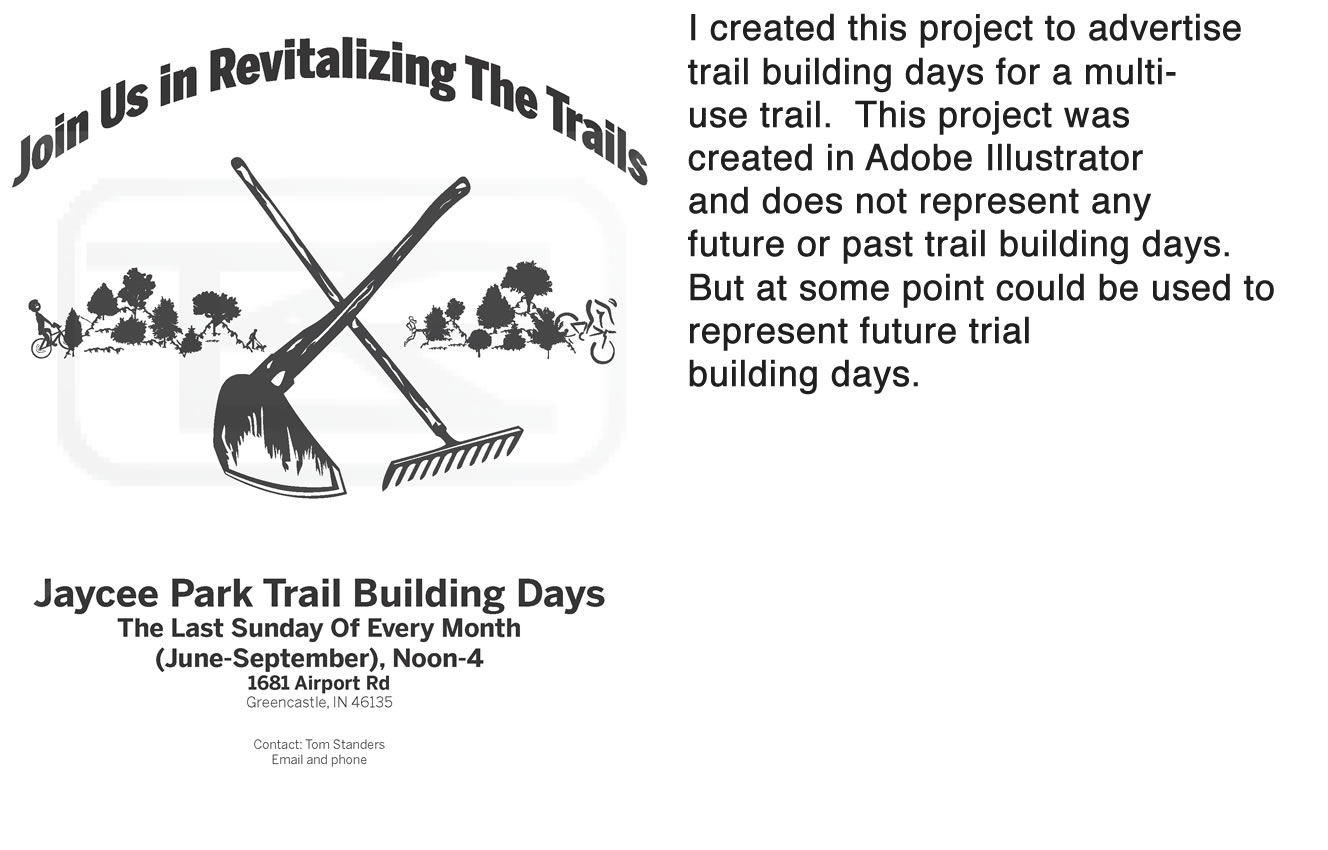 Join Us in Revitalizing The Trails
Jaycee Park Trail Building Days
The Last Sunday Of Every Month
(June-September), Noon-4
1681 Airport Rd
Greencastle, IN 46135
Contact: Tom Standers
Email and phone
I created this project to advertise
trail building days for a multi-
use trail.  This project was
created in Adobe Illustrator
and does not represent any
future or past trail building days.
But at some point could be used to
represent future trial
building days.